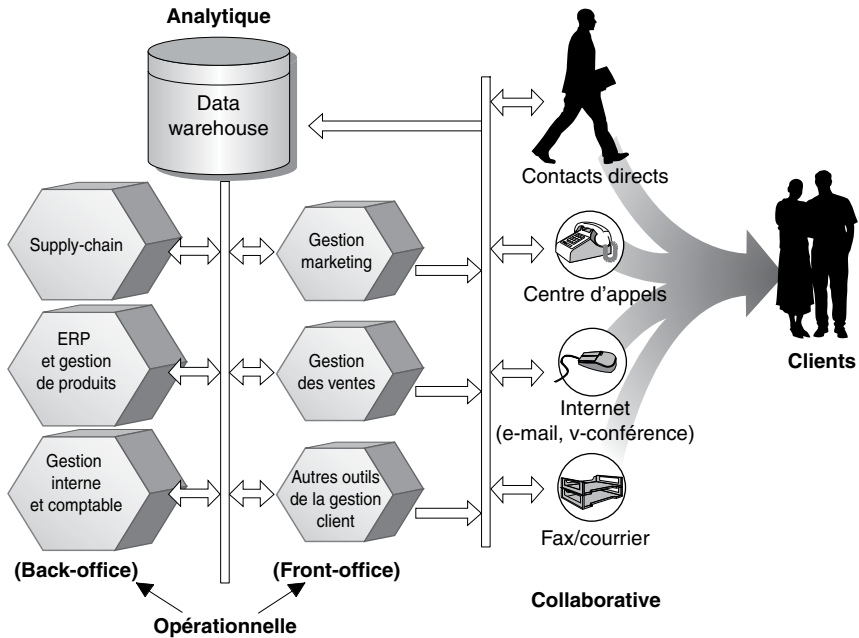 Analytique
Data
warehouse
Contacts directs
Supply-chain
Gestion
marketing
Centre d'appels
ERP
et gestion
de produits
Gestion
des ventes
Clients
Internet
(e-mail, v-conférence)
Gestion
interne
et comptable
Autres outils
de la gestion
client
Fax/courrier
(Back-office)
(Front-office)
Collaborative
Opérationnelle